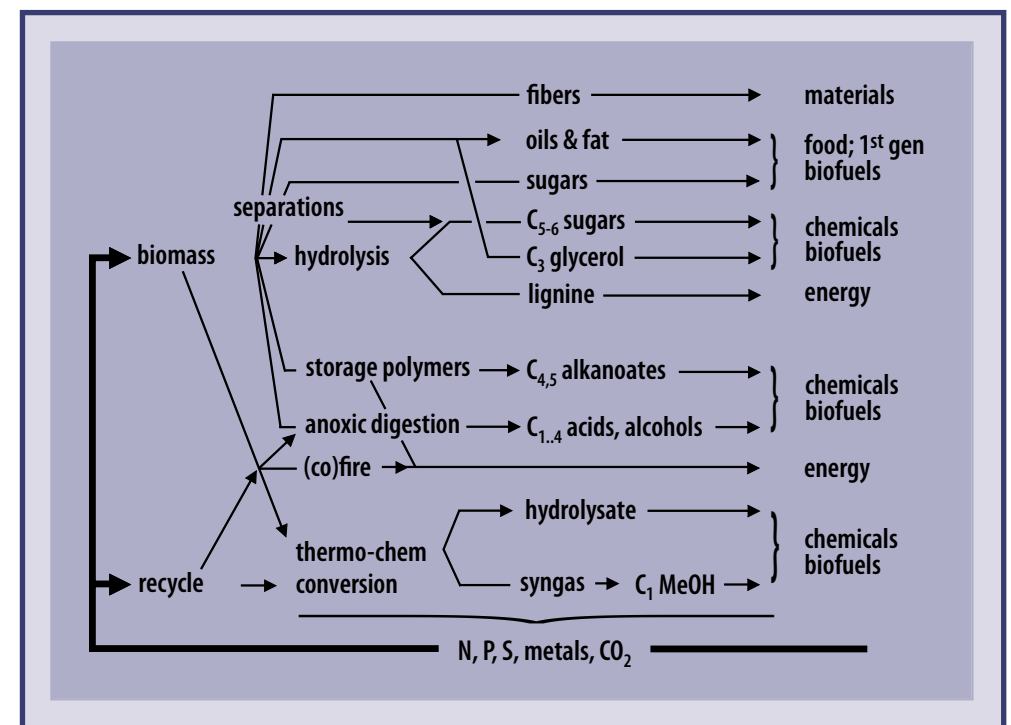 fibers
materials
oils & fat
food; 1st gen
biofuels
sugars
separations
C5-6 sugars
chemicals
biofuels
biomass
hydrolysis
C3 glycerol
lignine
energy
storage polymers
C4,5 alkanoates
chemicals
biofuels
anoxic digestion
C1..4 acids, alcohols
(co)fire
energy
hydrolysate
thermo-chem
conversion
chemicals
biofuels
recycle
syngas
C1 MeOH
N, P, S, metals, CO2